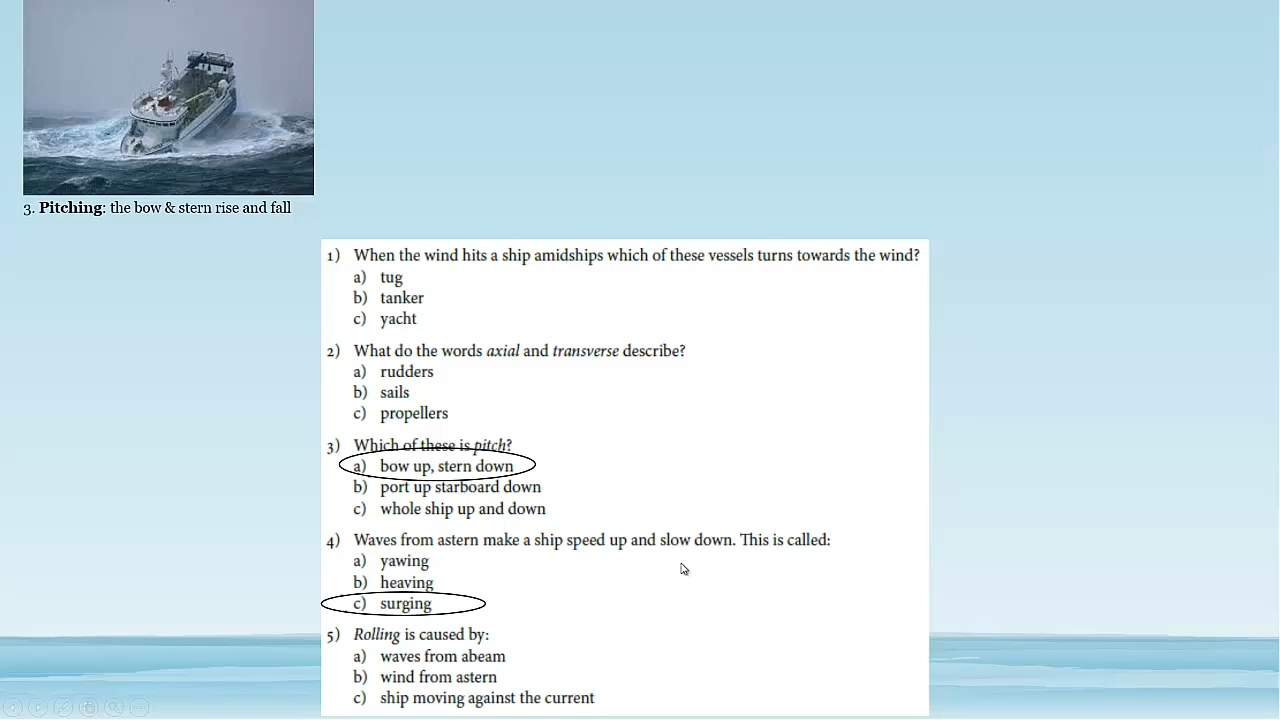 3. Pitching: the bow & stern rise and fall
1) When the wind hits a ship amidships which of these vessels turns towards the wind?
a) tug
b) tanker
c) yacht
2) What do the words axial and transverse describe?
a) rudders
b) sails
c) propellers
3) Which of these is pitch?
a) bow up, stern down
b) port up starboard down
c) whole ship up and down
4) Waves from astern make a ship speed up and slow down. This is called:
a) yawing
b) heaving
c) surging
5) Rolling is caused by:
a) waves from abeam
b) wind from astern
c) ship moving against the current